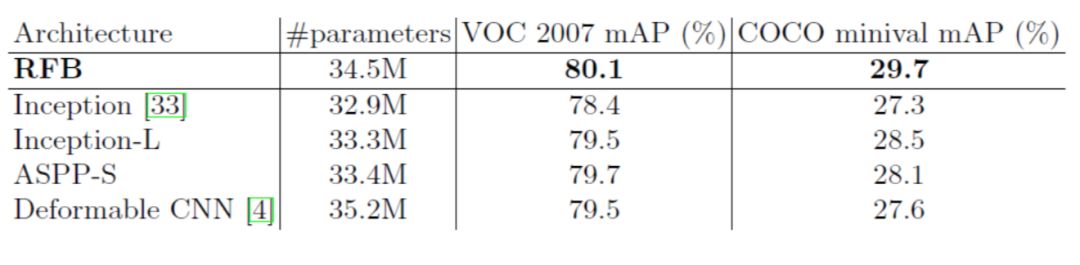 Architecture #parameters VOC 2007 mAP (%) COCO minival mAP (%)
RFB 34.5M 80.1 29.7
Inception [33] 32.9M 78.4 27.3
Inception-L 33.3M 79.5 28.5
ASPP-S 33.4M 79.7 28.1
Deformable CNN [4] 35.2M 79.5 27.6